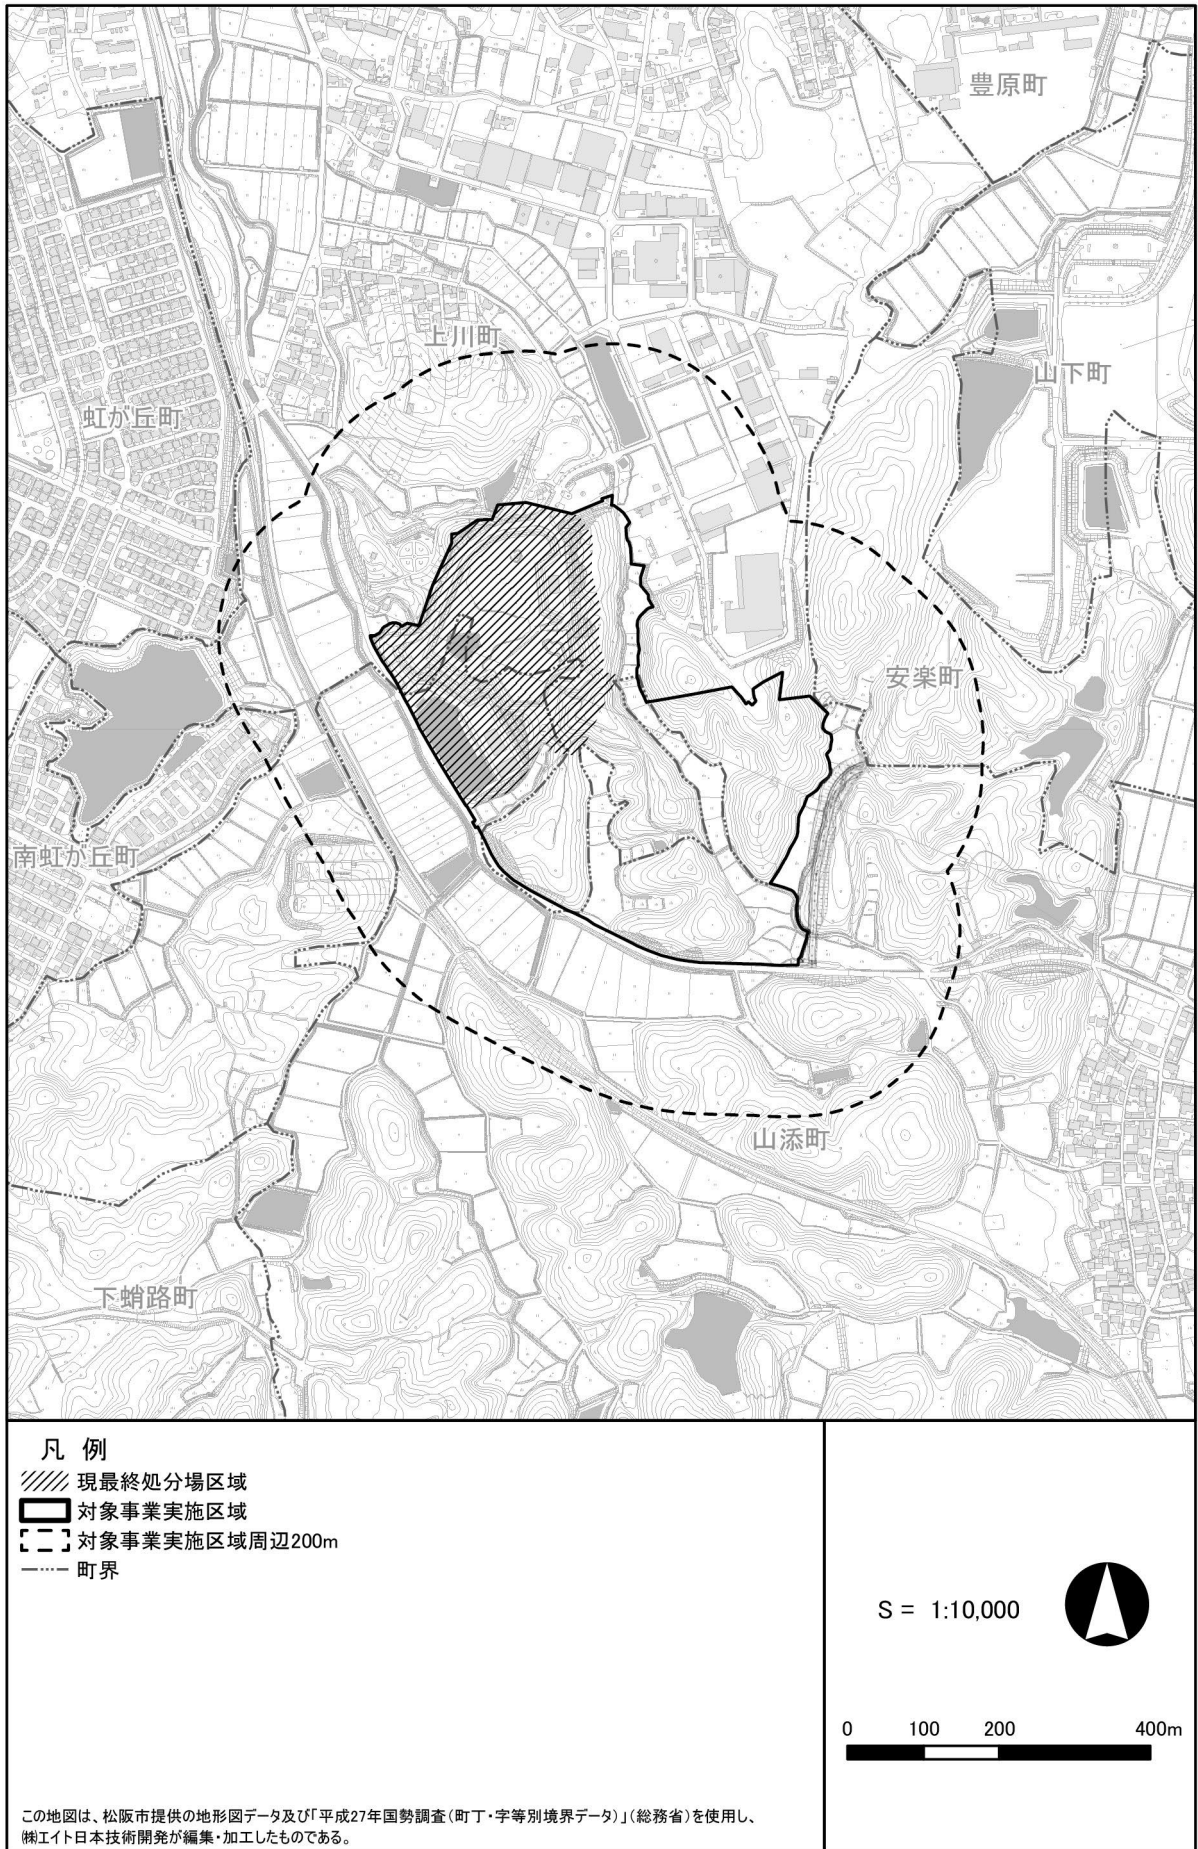 豊原町
上川町
山下町
虹が丘町
安楽町
南虹が丘町
山添町
下蛸路町
凡 例
現最終処分場区域
対象事業実施区域
対象事業実施区域周辺200m
町界
S = 1:10,000
0 100 200 400m
この地図は、松阪市提供の地形図データ及び「平成27年国勢調査(町丁・字等別境界データ)」(総務省)を使用し、
㈱エイト日本技術開発が編集・加工したものである。